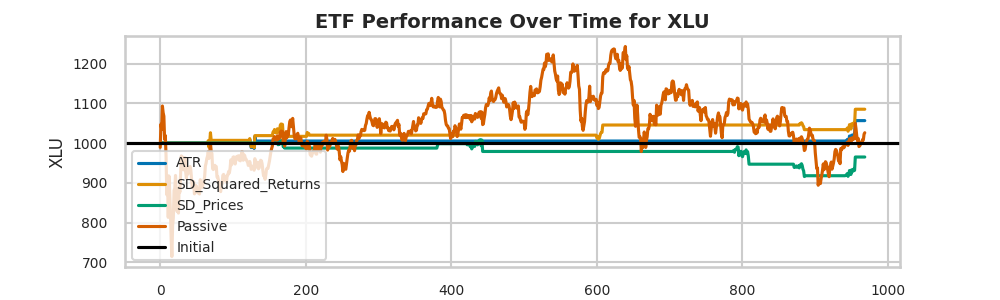 ETF Performance Over Time for XLU
XLU
1200
1100
1000
900
800
700
ATR
SD_Squared_Returns
SD_Prices
Passive
Initial
0 200 400 600 800 1000